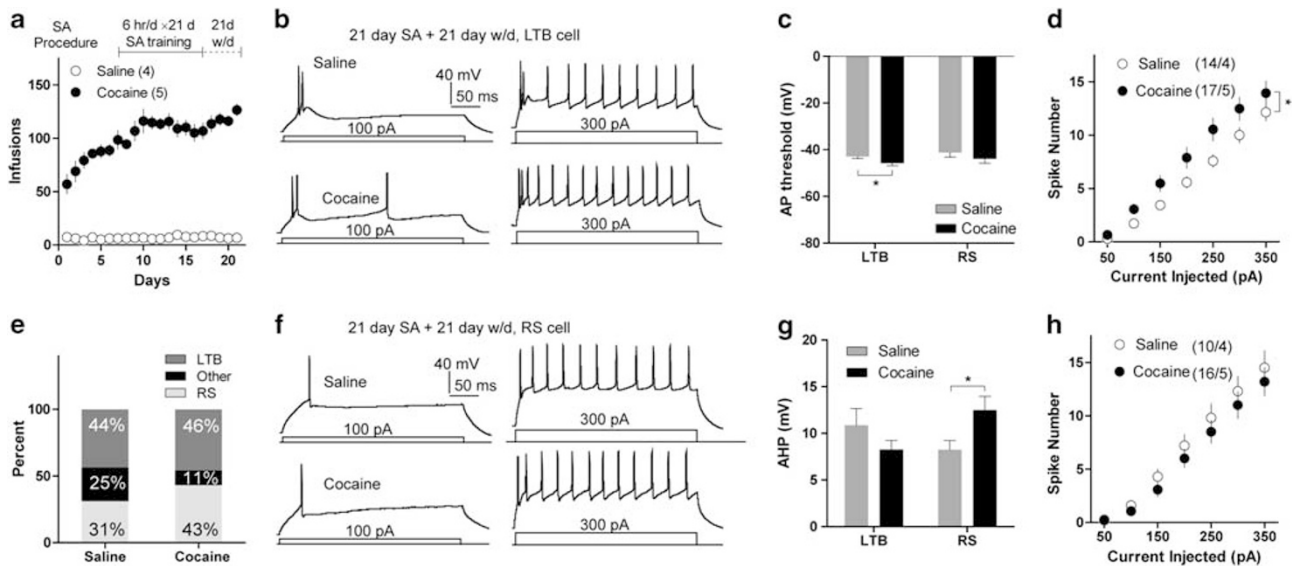 a
SA Procedure
6 hr/d ×21 d
SA training
21d
w/d
Saline (4)
Cocaine (5)
Infusions
150
100
50
0
0 5 10 15 20
Days
b
21 day SA + 21 day w/d, LTB cell
Saline
40 mV
50 ms
100 pA
300 pA
Cocaine
100 pA
300 pA
c
AP threshold (mV)
0
-20
-40
-60
-80
*
Saline
Cocaine
LTB RS
d
Saline (14/4)
Cocaine (17/5)
*
Spike Number
15
10
5
0
50 150 250 350
Current Injected (pA)
e
LTB
Other
RS
Percent
100
50
0
44% 46%
25% 11%
31% 43%
Saline Cocaine
f
21 day SA + 21 day w/d, RS cell
Saline
40 mV
50 ms
100 pA
300 pA
Cocaine
100 pA
300 pA
g
AHP (mV)
20
15
10
5
0
Saline
Cocaine
*
LTB RS
h
Saline (10/4)
Cocaine (16/5)
Spike Number
15
10
5
0
50 150 250 350
Current Injected (pA)